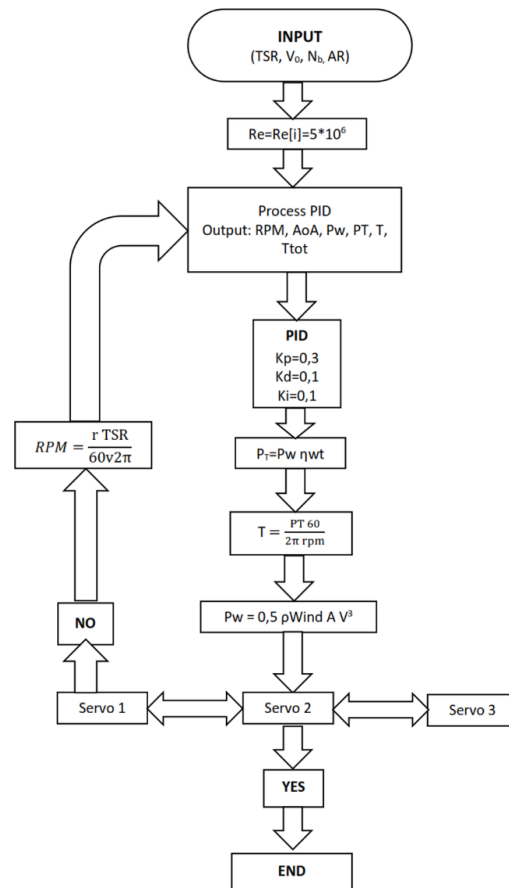 INPUT
(TSR, V₀, N_b, AR)
Re=Re[i]=5*10⁶
Process PID
Output: RPM, AoA, Pw, PT, T,
Ttot
PID
Kp=0,3
Kd=0,1
Ki=0,1
P_T=Pw ηwt
T = PT 60 / 2π rpm
Pw = 0,5 ρWind A V³
Servo 1
Servo 2
Servo 3
NO
RPM = r TSR / 60v2π
YES
END